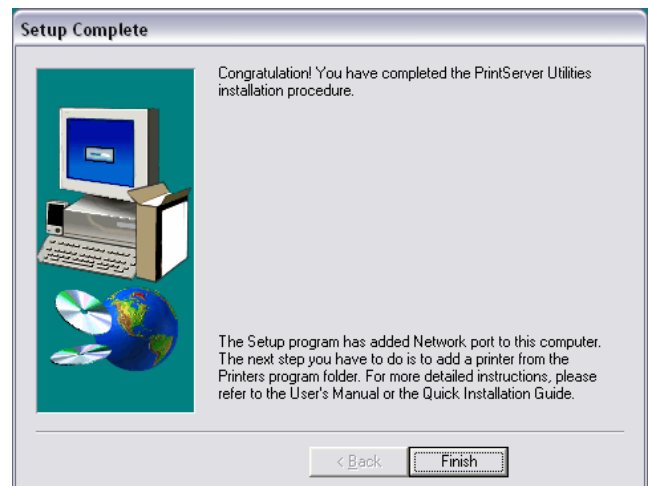 Setup Complete
Congratulation! You have completed the PrintServer Utilities
installation procedure.
The Setup program has added Network port to this computer.
The next step you have to do is to add a printer from the
Printers program folder. For more detailed instructions, please
refer to the User's Manual or the Quick Installation Guide.
< Back
Finish